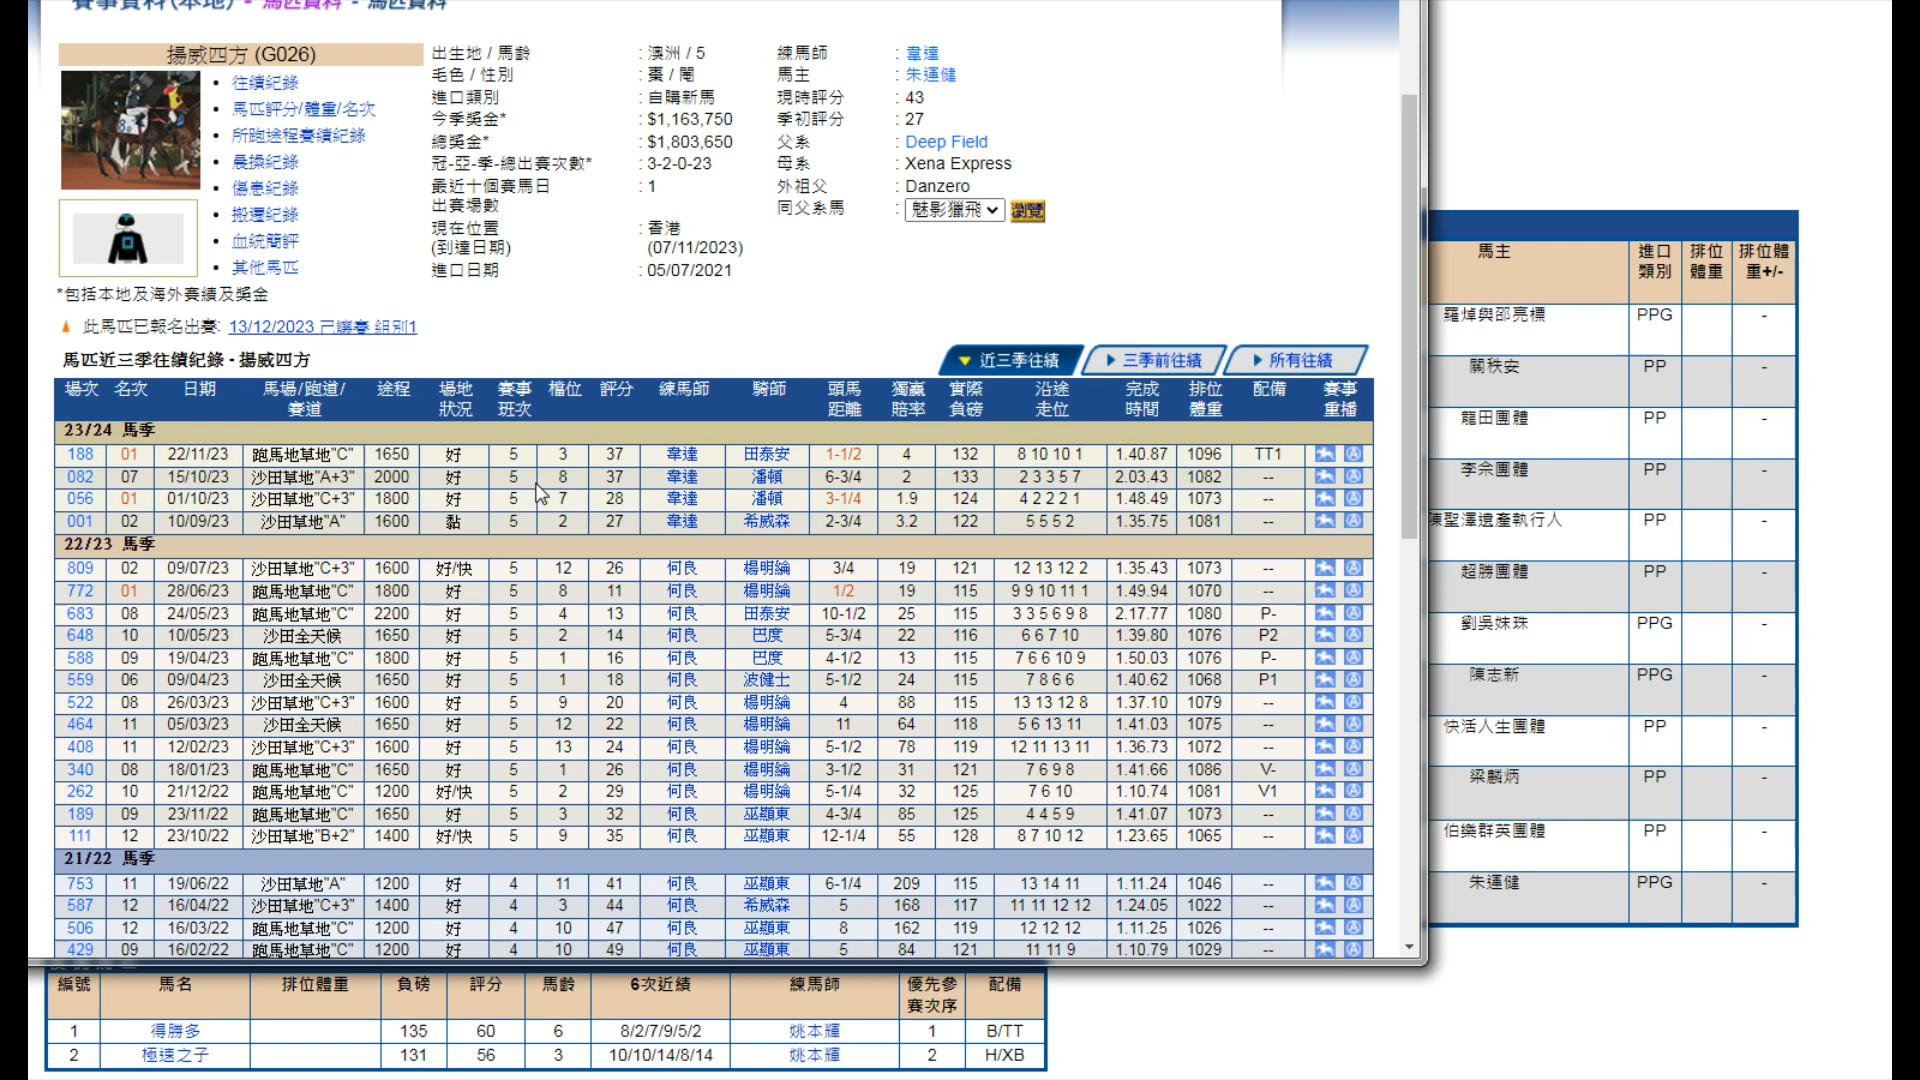 賽事資料(本地) - 馬匹資料 - 馬匹資料
揚威四方 (G026)
• 往績紀錄
• 馬匹評分/體重/名次
• 所跑途程賽績紀錄
• 晨操紀錄
• 傷患紀錄
• 搬遷紀錄
• 血統簡評
• 其他馬匹
*包括本地及海外賽績及獎金
出生地 / 馬齡 : 澳洲 / 5
毛色 / 性別 : 棗 / 閹
進口類別 : 自購新馬
今季獎金* : $1,163,750
總獎金* : $1,803,650
冠-亞-季-總出賽次數* : 3-2-0-23
最近十個賽馬日 : 1
出賽場數
現在位置 : 香港
(到達日期) (07/11/2023)
進口日期 : 05/07/2021
練馬師 : 韋達
馬主 : 朱運健
現時評分 : 43
季初評分 : 27
父系 : Deep Field
母系 : Xena Express
外祖父 : Danzero
同父系馬 : 魅影獵飛 瀏覽
此馬匹已報名出賽: 13/12/2023 已讓賽 組別1
馬匹近三季往績紀錄 - 揚威四方
近三季往績 三季前往績 所有往績
場次 名次 日期 馬場/跑道/ 途程 場地 賽事 檔位 評分 練馬師 騎師 頭馬 獨贏 實際 沿途 完成 排位 配備 賽事
賽道 狀況 班次 距離 賠率 負磅 走位 時間 體重 重播
23/24 馬季
188 01 22/11/23 跑馬地草地"C" 1650 好 5 3 37 韋達 田泰安 1-1/2 4 132 8 10 10 1 1.40.87 1096 TT1
082 07 15/10/23 沙田草地"A+3" 2000 好 5 8 37 韋達 潘頓 6-3/4 2 133 2 3 3 5 7 2.03.43 1082 --
056 01 01/10/23 沙田草地"C+3" 1800 好 5 7 28 韋達 潘頓 3-1/4 1.9 124 4 2 2 2 1 1.48.49 1073 --
001 02 10/09/23 沙田草地"A" 1600 黏 5 2 27 韋達 希威森 2-3/4 3.2 122 5 5 5 2 1.35.75 1081 --
22/23 馬季
809 02 09/07/23 沙田草地"C+3" 1600 好/快 5 12 26 何良 楊明綸 3/4 19 121 12 13 12 2 1.35.43 1073 --
772 01 28/06/23 跑馬地草地"C" 1800 好 5 8 11 何良 楊明綸 1/2 19 115 9 9 10 11 1 1.49.94 1070 --
683 08 24/05/23 跑馬地草地"C" 2200 好 5 4 13 何良 田泰安 10-1/2 25 115 3 3 5 6 9 8 2.17.77 1080 P-
648 10 10/05/23 沙田全天候 1650 好 5 2 14 何良 巴度 5-3/4 22 116 6 6 7 10 1.39.80 1076 P2
588 09 19/04/23 跑馬地草地"C" 1800 好 5 1 16 何良 巴度 4-1/2 13 115 7 6 6 10 9 1.50.03 1076 P-
559 06 09/04/23 沙田全天候 1650 好 5 1 18 何良 波健士 5-1/2 24 115 7 8 6 6 1.40.62 1068 P1
522 08 26/03/23 沙田草地"C+3" 1600 好 5 9 20 何良 楊明綸 4 88 115 13 13 12 8 1.37.10 1079 --
464 11 05/03/23 沙田全天候 1650 好 5 12 22 何良 楊明綸 11 64 118 5 6 13 11 1.41.03 1075 --
408 11 12/02/23 沙田草地"C+3" 1600 好 5 13 24 何良 楊明綸 5-1/2 78 119 12 11 13 11 1.36.73 1072 --
340 08 18/01/23 跑馬地草地"C" 1650 好 5 1 26 何良 楊明綸 3-1/2 31 121 7 6 9 8 1.41.66 1086 V-
262 10 21/12/22 跑馬地草地"C" 1200 好/快 5 2 29 何良 楊明綸 5-1/4 32 125 7 6 10 1.10.74 1081 V1
189 09 23/11/22 跑馬地草地"C" 1650 好 5 3 32 何良 巫顯東 4-3/4 85 125 4 4 5 9 1.41.07 1073 --
111 12 23/10/22 沙田草地"B+2" 1400 好/快 5 9 35 何良 巫顯東 12-1/4 55 128 8 7 10 12 1.23.65 1065 --
21/22 馬季
753 11 19/06/22 沙田草地"A" 1200 好 4 11 41 何良 巫顯東 6-1/4 209 115 13 14 11 1.11.24 1046 --
587 12 16/04/22 沙田草地"C+3" 1400 好 4 3 44 何良 希威森 5 168 117 11 11 12 12 1.24.05 1022 --
506 12 16/03/22 跑馬地草地"C" 1200 好 4 10 47 何良 巫顯東 8 162 119 12 12 12 1.11.25 1026 --
429 09 16/02/22 跑馬地草地"C" 1200 好 4 10 49 何良 巫顯東 5 84 121 11 11 9 1.10.79 1029 --
馬主 進口 排位 排位體
類別 體重 重+/-
羅焯與邵亮標 PPG -
關秩安 PP -
龍田團體 PP -
李佘團體 PP -
陳聖澤遺產執行人 PP -
超勝團體 PP -
劉吳妹珠 PPG -
陳志新 PPG -
快活人生團體 PP -
梁麟炳 PP -
伯樂群英團體 PP -
朱運健 PPG -
編號 馬名 排位體重 負磅 評分 馬齡 6次近績 練馬師 優先參 配備
賽次序
1 得勝多 135 60 6 8/2/7/9/5/2 姚本輝 1 B/TT
2 極速之子 131 56 3 10/10/14/8/14 姚本輝 2 H/XB